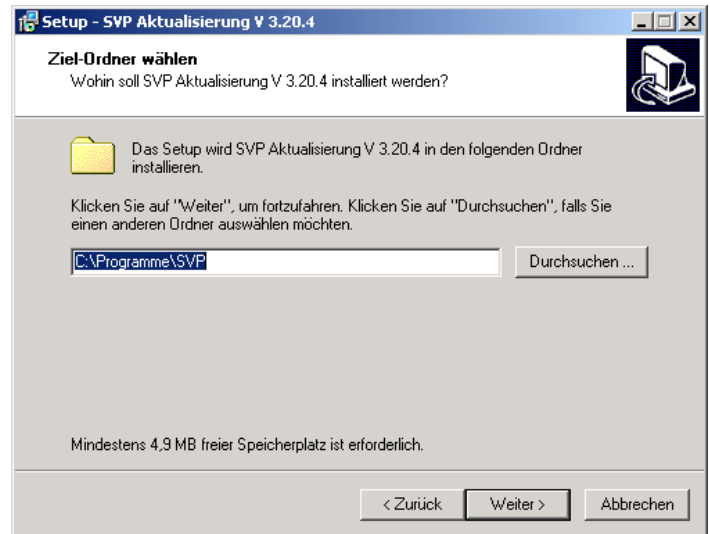 Setup - SVP Aktualisierung V 3.20.4
Ziel-Ordner wählen
Wohin soll SVP Aktualisierung V 3.20.4 installiert werden?
Das Setup wird SVP Aktualisierung V 3.20.4 in den folgenden Ordner
installieren.
Klicken Sie auf "Weiter", um fortzufahren. Klicken Sie auf "Durchsuchen", falls Sie
einen anderen Ordner auswählen möchten.
C:\Programme\SVP
Durchsuchen ...
Mindestens 4,9 MB freier Speicherplatz ist erforderlich.
< Zurück
Weiter >
Abbrechen